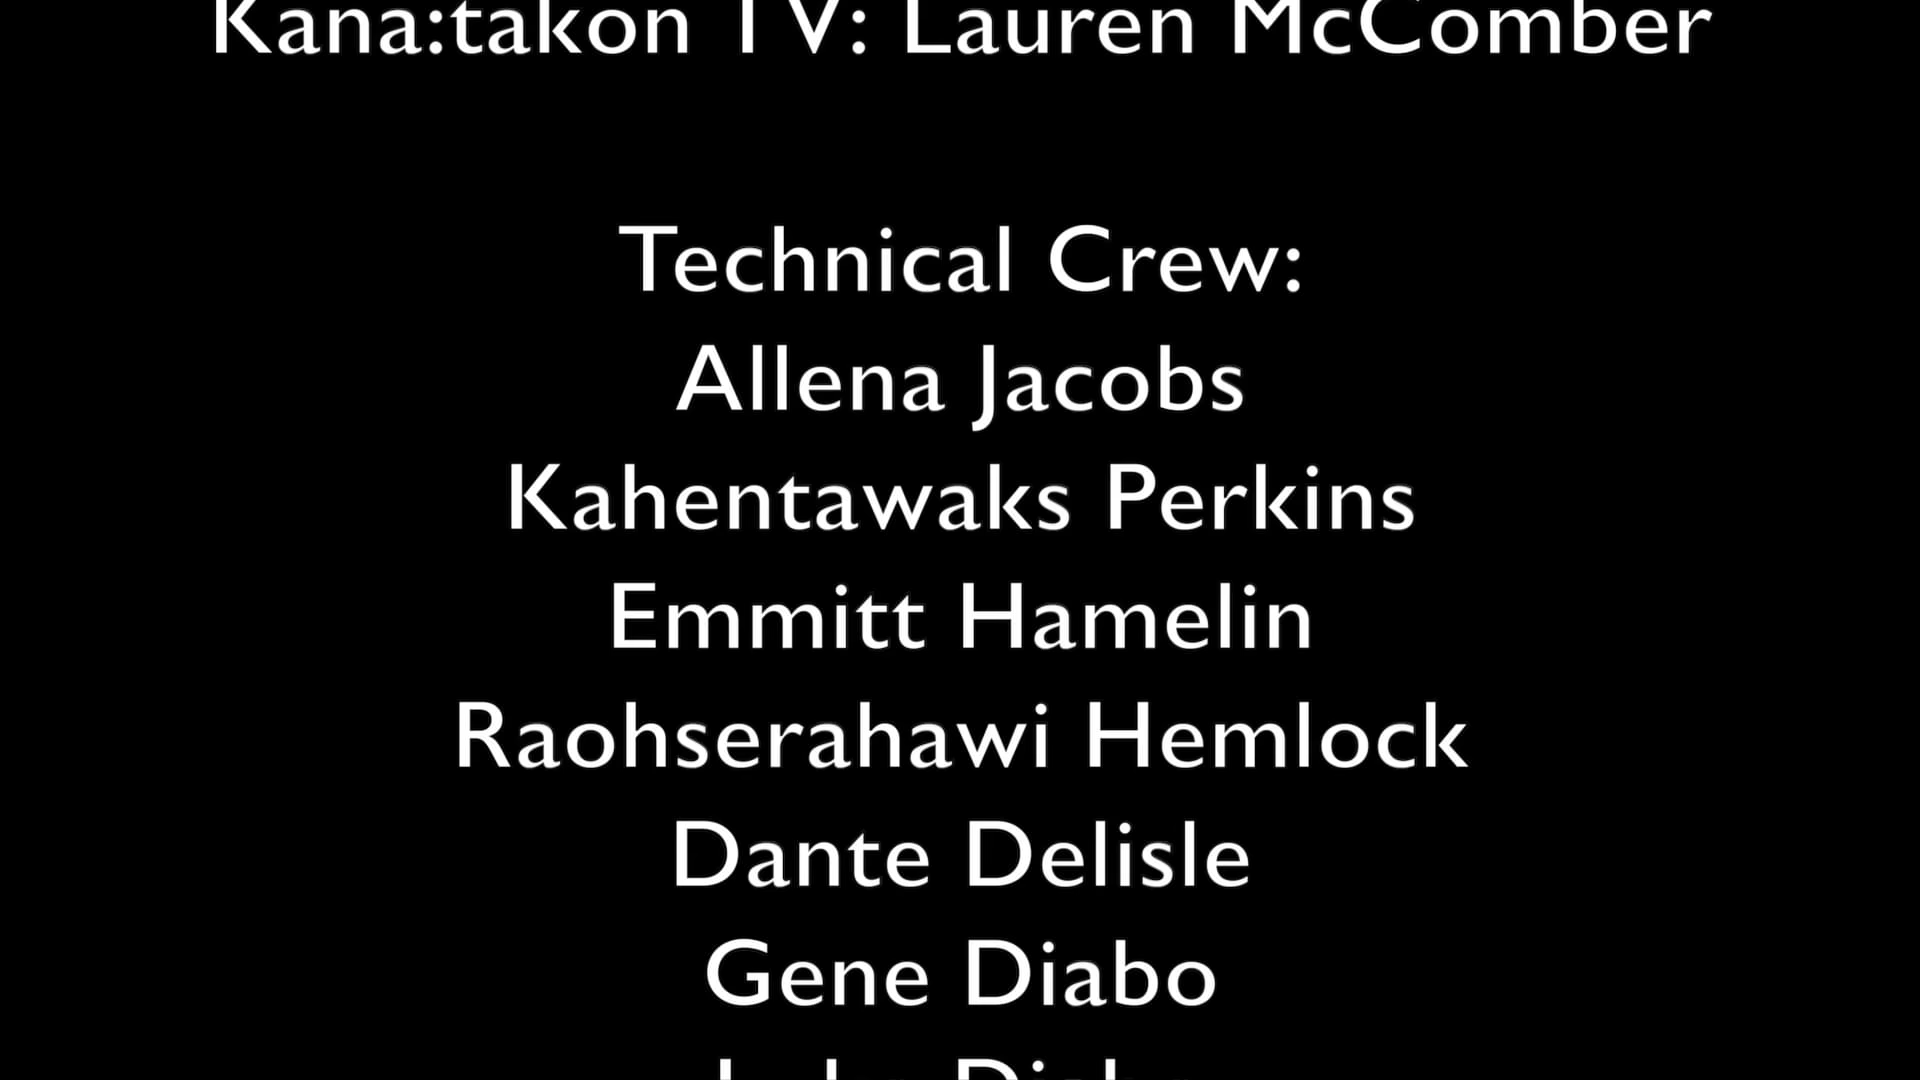 Kana:takon TV: Lauren McComber
Technical Crew:
Allena Jacobs
Kahentawaks Perkins
Emmitt Hamelin
Raohserahawi Hemlock
Dante Delisle
Gene Diabo